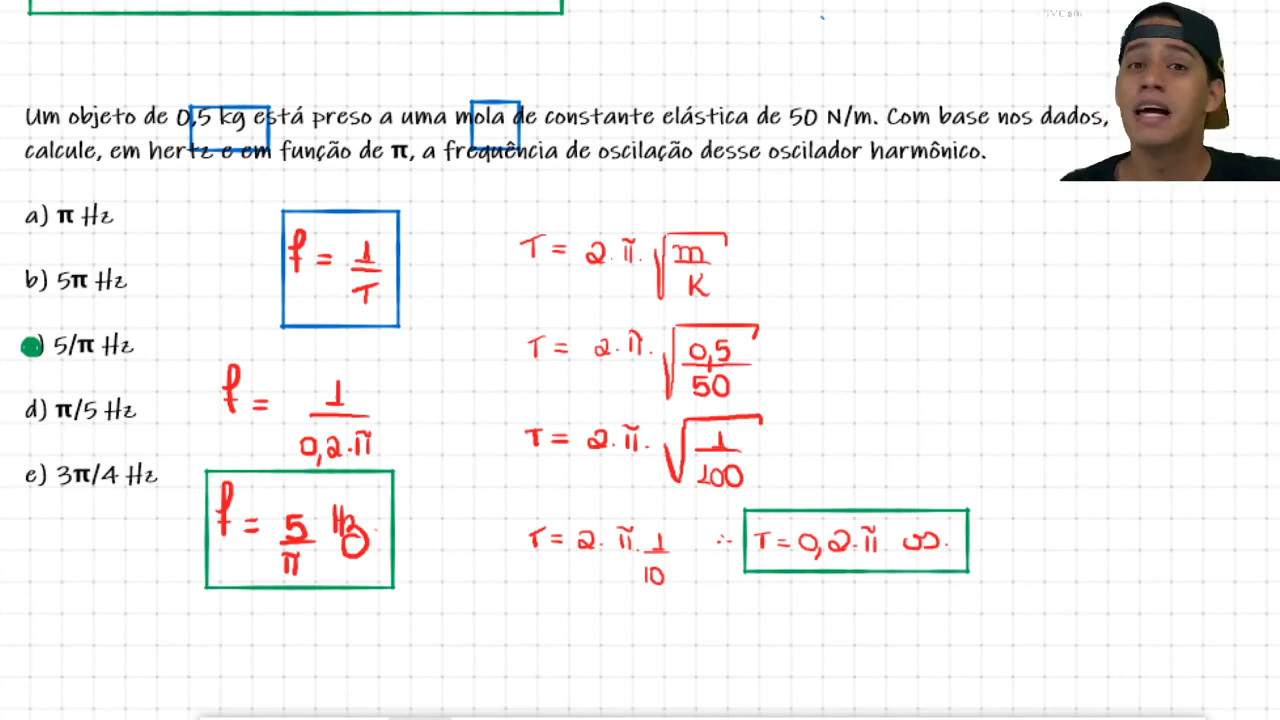 Um objeto de 0,5 kg está preso a uma mola de constante elástica de 50 N/m. Com base nos dados,
calcule, em hertz e em função de π, a frequência de oscilação desse oscilador harmônico.
a) π Hz
b) 5π Hz
) 5/π Hz
d) π/5 Hz
e) 3π/4 Hz
f = 1/T
f = 1/0,2.π
f = 5/π Hz
T = 2.π.√m/K
T = 2.π.√0,5/50
T = 2.π.√1/100
T = 2.π.1/10 ∴ T = 0,2.π s.